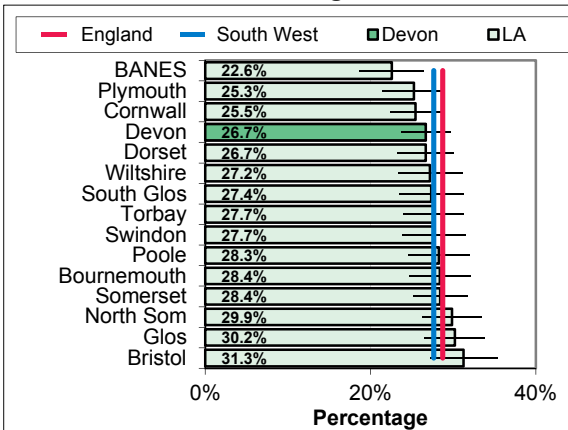 England South West Devon LA
BANES 22.6%
Plymouth 25.3%
Cornwall 25.5%
Devon 26.7%
Dorset 26.7%
Wiltshire 27.2%
South Glos 27.4%
Torbay 27.7%
Swindon 27.7%
Poole 28.3%
Bournemouth 28.4%
Somerset 28.4%
North Som 29.9%
Glos 30.2%
Bristol 31.3%
0% 20% 40%
Percentage